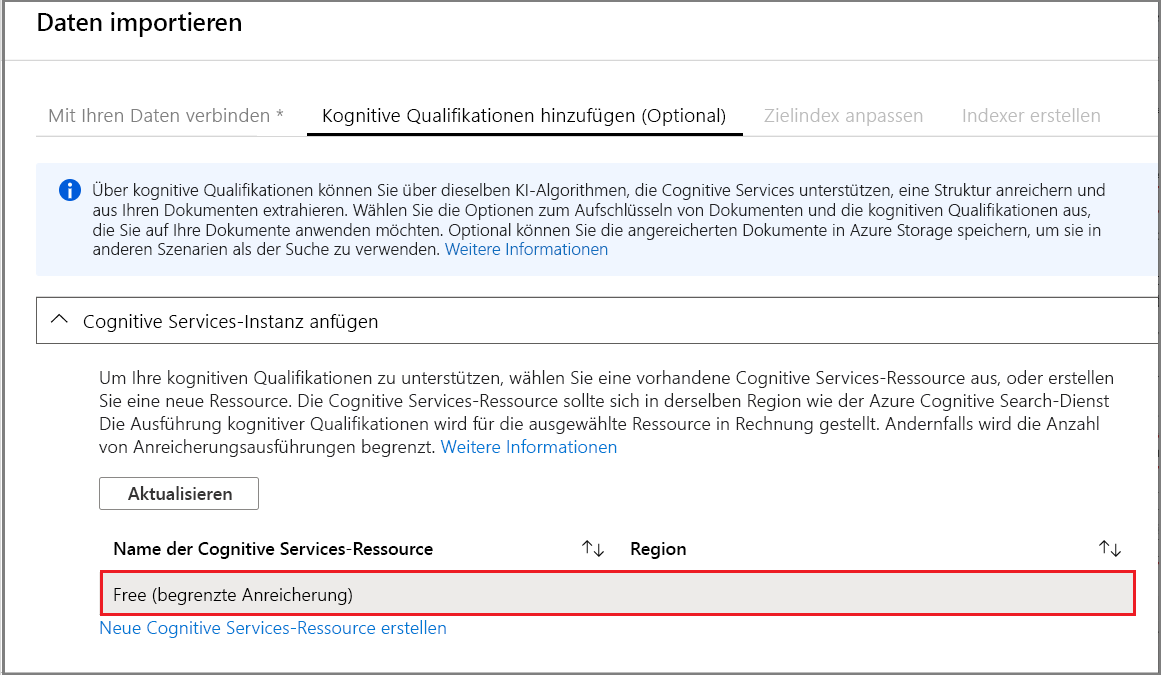 Daten importieren
Mit Ihren Daten verbinden * Kognitive Qualifikationen hinzufügen (Optional) Zielindex anpassen Indexer erstellen
Über kognitive Qualifikationen können Sie über dieselben KI-Algorithmen, die Cognitive Services unterstützen, eine Struktur anreichern und
aus Ihren Dokumenten extrahieren. Wählen Sie die Optionen zum Aufschlüsseln von Dokumenten und die kognitiven Qualifikationen aus,
die Sie auf Ihre Dokumente anwenden möchten. Optional können Sie die angereicherten Dokumente in Azure Storage speichern, um sie in
anderen Szenarien als der Suche zu verwenden. Weitere Informationen
Cognitive Services-Instanz anfügen
Um Ihre kognitiven Qualifikationen zu unterstützen, wählen Sie eine vorhandene Cognitive Services-Ressource aus, oder erstellen
Sie eine neue Ressource. Die Cognitive Services-Ressource sollte sich in derselben Region wie der Azure Cognitive Search-Dienst
Die Ausführung kognitiver Qualifikationen wird für die ausgewählte Ressource in Rechnung gestellt. Andernfalls wird die Anzahl
von Anreicherungsausführungen begrenzt. Weitere Informationen
Aktualisieren
Name der Cognitive Services-Ressource ↑↓ Region ↑↓
Free (begrenzte Anreicherung)
Neue Cognitive Services-Ressource erstellen